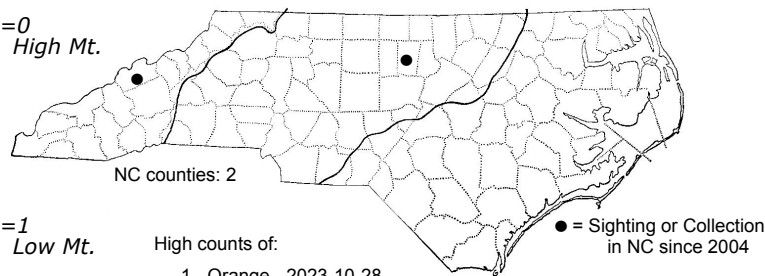 =0
High Mt.
NC counties: 2
=1
Low Mt.
High counts of:
● = Sighting or Collection
in NC since 2004
1 - Orange - 2023-10-28